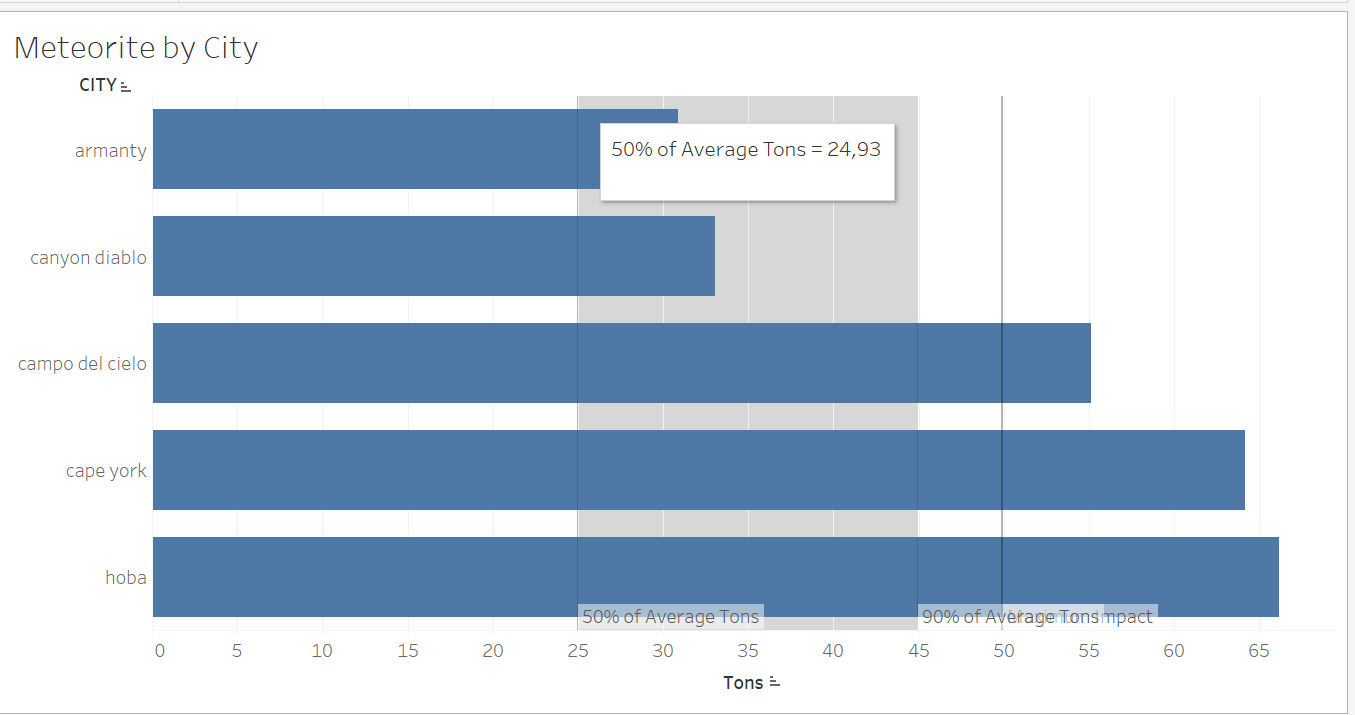 Meteorite by City
CITY
armanty
50% of Average Tons = 24,93
canyon diablo
campo del cielo
cape york
hoba
50% of Average Tons
90% of Average Tons
Impact
0 5 10 15 20 25 30 35 40 45 50 55 60 65
Tons